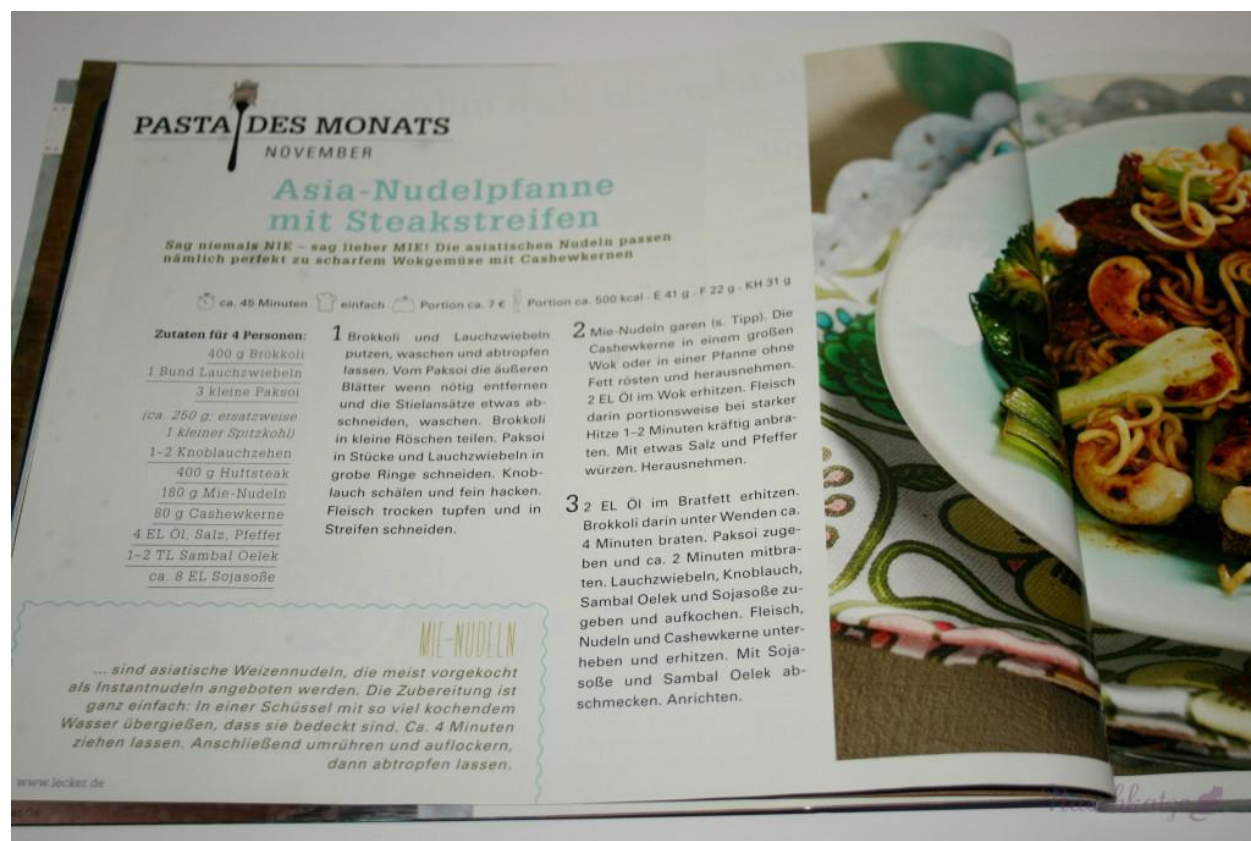 PASTA DES MONATS
NOVEMBER
Asia-Nudelpfanne
mit Steakstreifen
Sag niemals NIE – sag lieber MIE! Die asiatischen Nudeln passen
nämlich perfekt zu scharfem Wokgemüse mit Cashewkernen
ca. 45 Minuten einfach Portion ca. 7 € Portion ca. 500 kcal · E 41 g · F 22 g · KH 31 g
Zutaten für 4 Personen:
400 g Brokkoli
1 Bund Lauchzwiebeln
3 kleine Paksoi
(ca. 250 g; ersatzweise
1 kleiner Spitzkohl)
1–2 Knoblauchzehen
400 g Huftsteak
180 g Mie-Nudeln
80 g Cashewkerne
4 EL Öl, Salz, Pfeffer
1–2 TL Sambal Oelek
ca. 8 EL Sojasoße
1 Brokkoli und Lauchzwiebeln
putzen, waschen und abtropfen
lassen. Vom Paksoi die äußeren
Blätter wenn nötig entfernen
und die Stielansätze etwas ab-
schneiden, waschen. Brokkoli
in kleine Röschen teilen. Paksoi
in Stücke und Lauchzwiebeln in
grobe Ringe schneiden. Knob-
lauch schälen und fein hacken.
Fleisch trocken tupfen und in
Streifen schneiden.
2 Mie-Nudeln garen (s. Tipp). Die
Cashewkerne in einem großen
Wok oder in einer Pfanne ohne
Fett rösten und herausnehmen.
2 EL Öl im Wok erhitzen. Fleisch
darin portionsweise bei starker
Hitze 1–2 Minuten kräftig anbra-
ten. Mit etwas Salz und Pfeffer
würzen. Herausnehmen.
3 2 EL Öl im Bratfett erhitzen.
Brokkoli darin unter Wenden ca.
4 Minuten braten. Paksoi zuge-
ben und ca. 2 Minuten mitbra-
ten. Lauchzwiebeln, Knoblauch,
Sambal Oelek und Sojasoße zu-
geben und aufkochen. Fleisch,
Nudeln und Cashewkerne unter-
heben und erhitzen. Mit Soja-
soße und Sambal Oelek ab-
schmecken. Anrichten.
MIE-NUDELN
... sind asiatische Weizennudeln, die meist vorgekocht
als Instantnudeln angeboten werden. Die Zubereitung ist
ganz einfach: In einer Schüssel mit so viel kochendem
Wasser übergießen, dass sie bedeckt sind. Ca. 4 Minuten
ziehen lassen. Anschließend umrühren und auflockern,
dann abtropfen lassen.
www.lecker.de